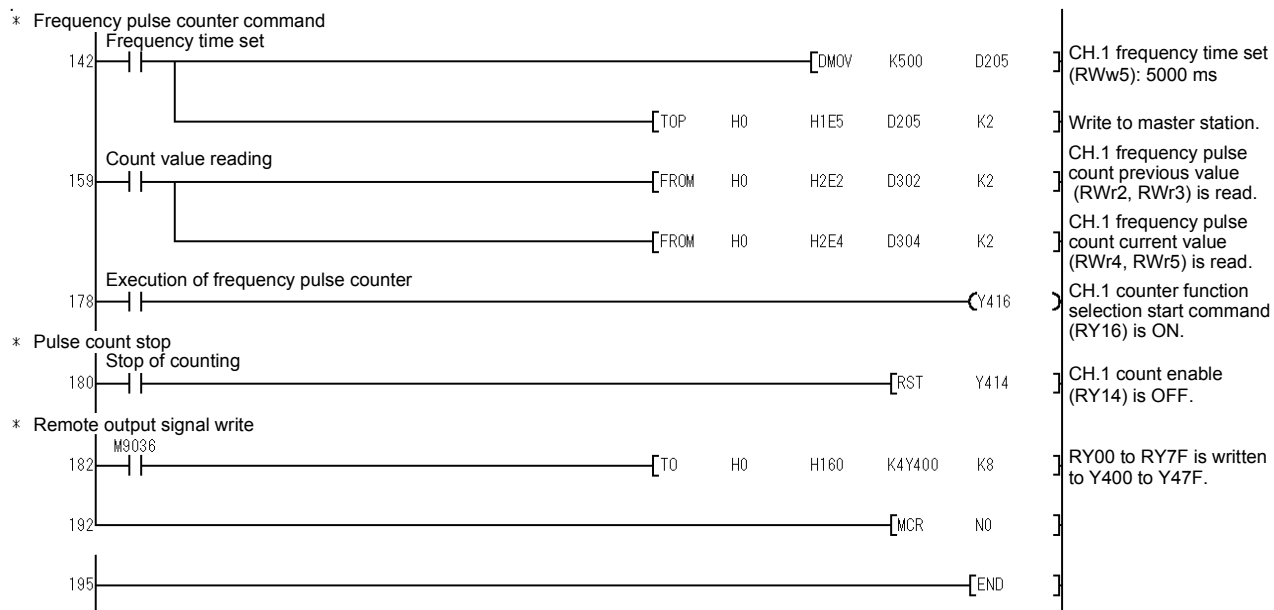 * Frequency pulse counter command
Frequency time set
142 DMOV K500 D205 CH.1 frequency time set
(RWw5): 5000 ms
TOP H0 H1E5 D205 K2 Write to master station.
Count value reading
159 FROM H0 H2E2 D302 K2 CH.1 frequency pulse
count previous value
(RWr2, RWr3) is read.
FROM H0 H2E4 D304 K2 CH.1 frequency pulse
count current value
(RWr4, RWr5) is read.
Execution of frequency pulse counter
178 Y416 CH.1 counter function
selection start command
(RY16) is ON.
* Pulse count stop
Stop of counting
180 RST Y414 CH.1 count enable
(RY14) is OFF.
* Remote output signal write
M9036
182 TO H0 H160 K4Y400 K8 RY00 to RY7F is written
to Y400 to Y47F.
192 MCR N0
195 END